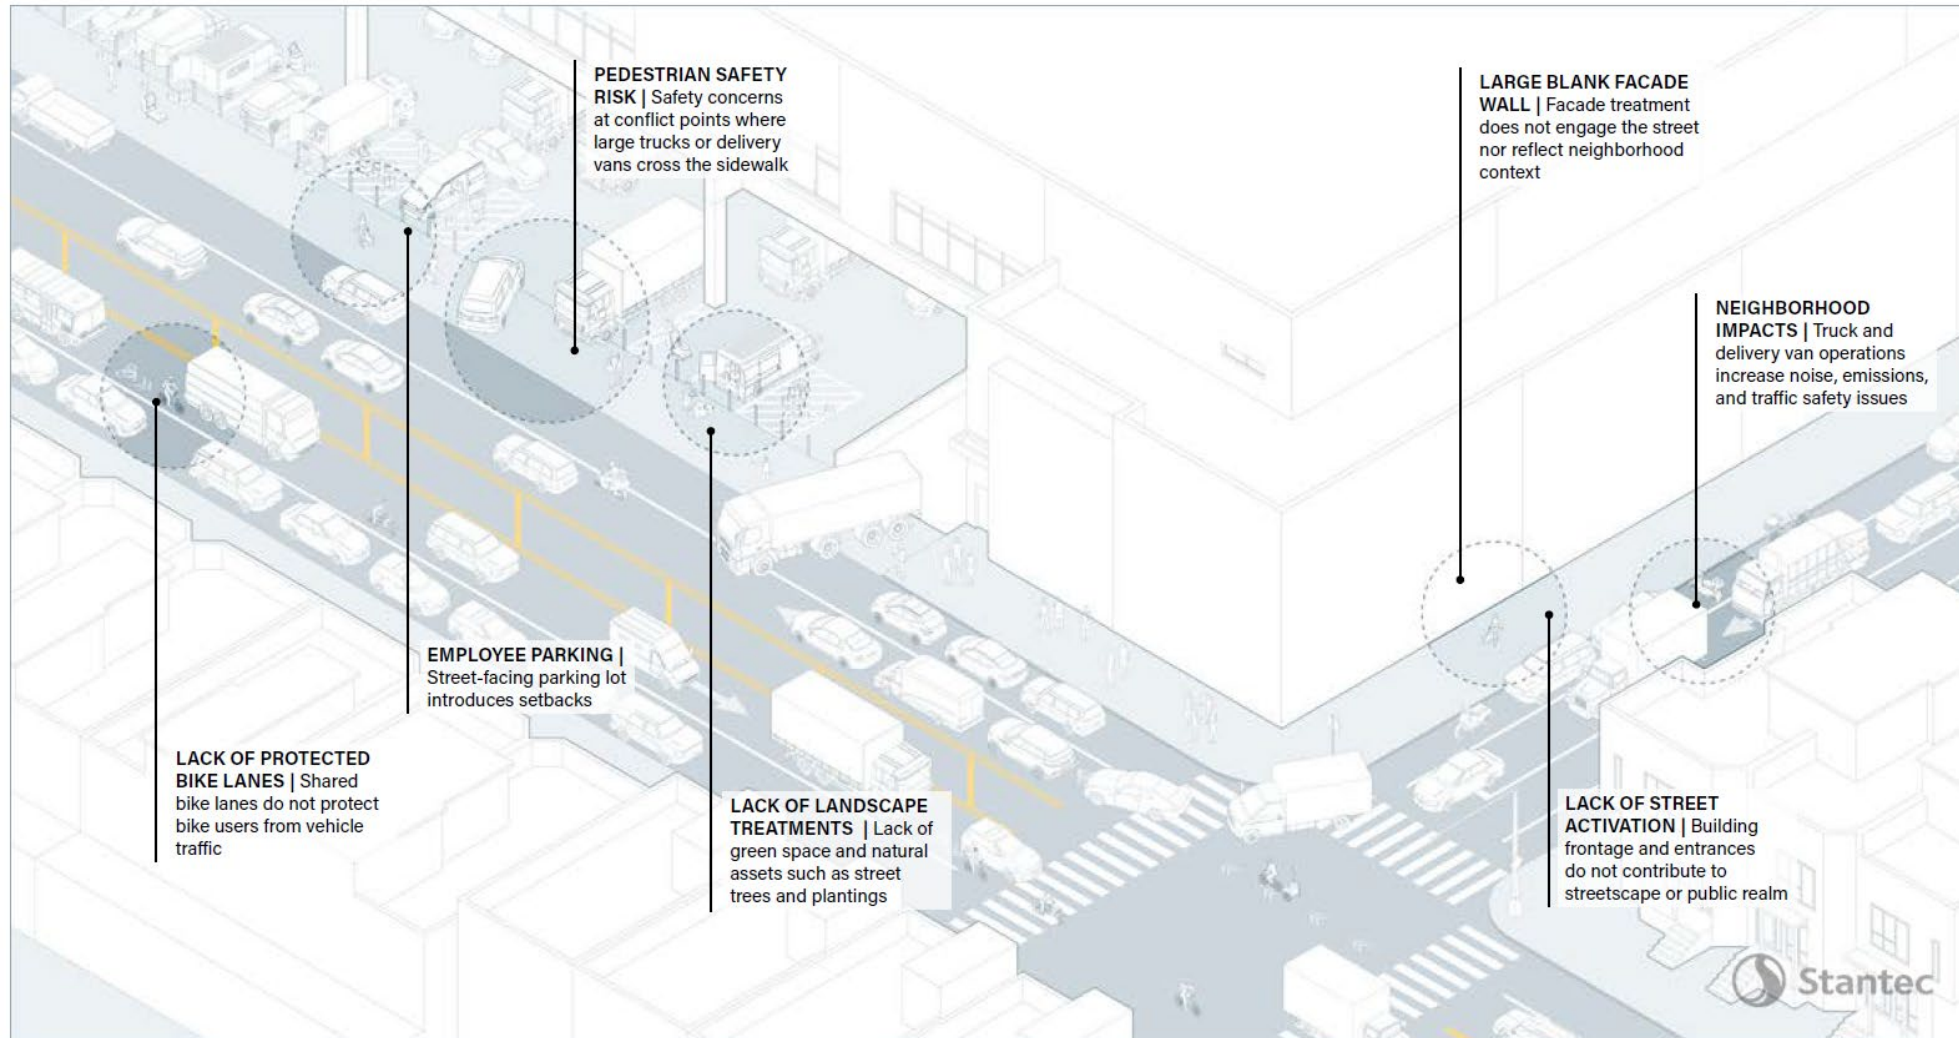 PEDESTRIAN SAFETY
RISK | Safety concerns
at conflict points where
large trucks or delivery
vans cross the sidewalk
LARGE BLANK FACADE
WALL | Facade treatment
does not engage the street
nor reflect neighborhood
context
NEIGHBORHOOD
IMPACTS | Truck and
delivery van operations
increase noise, emissions,
and traffic safety issues
EMPLOYEE PARKING |
Street-facing parking lot
introduces setbacks
LACK OF PROTECTED
BIKE LANES | Shared
bike lanes do not protect
bike users from vehicle
traffic
LACK OF LANDSCAPE
TREATMENTS | Lack of
green space and natural
assets such as street
trees and plantings
LACK OF STREET
ACTIVATION | Building
frontage and entrances
do not contribute to
streetscape or public realm
Stantec